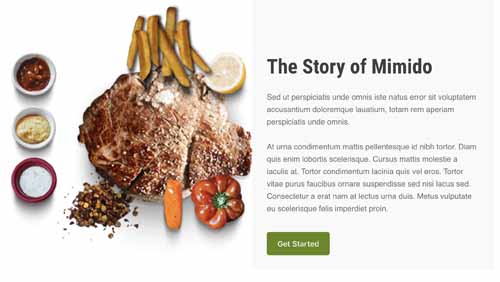 The Story of Mimido
Sed ut perspiciatis unde omnis iste natus error sit voluptatem
accusantium doloremque lauatium, totam rem aperiam
perspiciatis unde omnis.
At urna condimentum mattis pellentesque id nibh tortor. Diam
quis enim lobortis scelerisque. Cursus mattis molestie a
iaculis at. Tortor condimentum lacinia quis vel eros. Tortor
vitae purus faucibus ornare suspendisse sed nisi lacus sed.
Consectetur a erat nam at lectus urna duis. Metus vulputate
eu scelerisque felis imperdiet proin.
Get Started